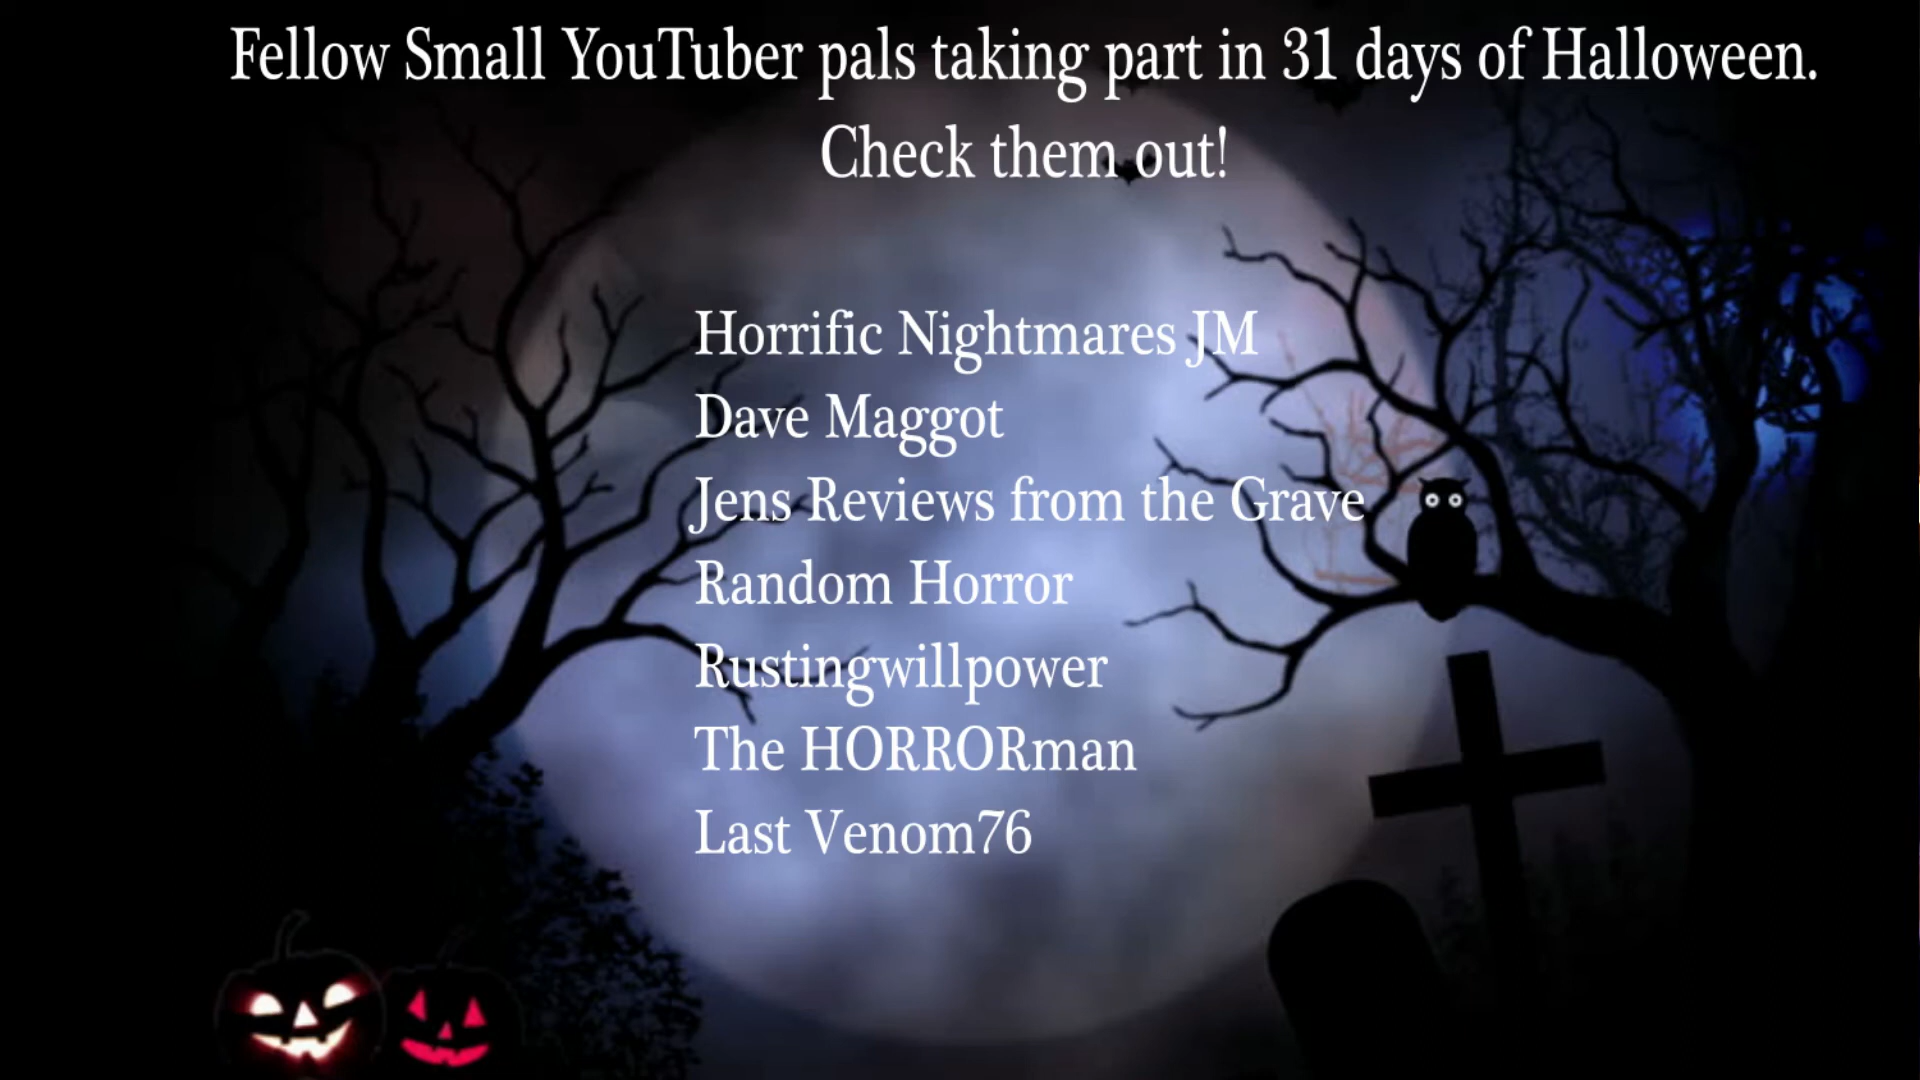 Fellow Small YouTuber pals taking part in 31 days of Halloween.
Check them out!
Horrific Nightmares JM
Dave Maggot
Jens Reviews from the Grave
Random Horror
Rustingwillpower
The HORRORman
Last Venom76